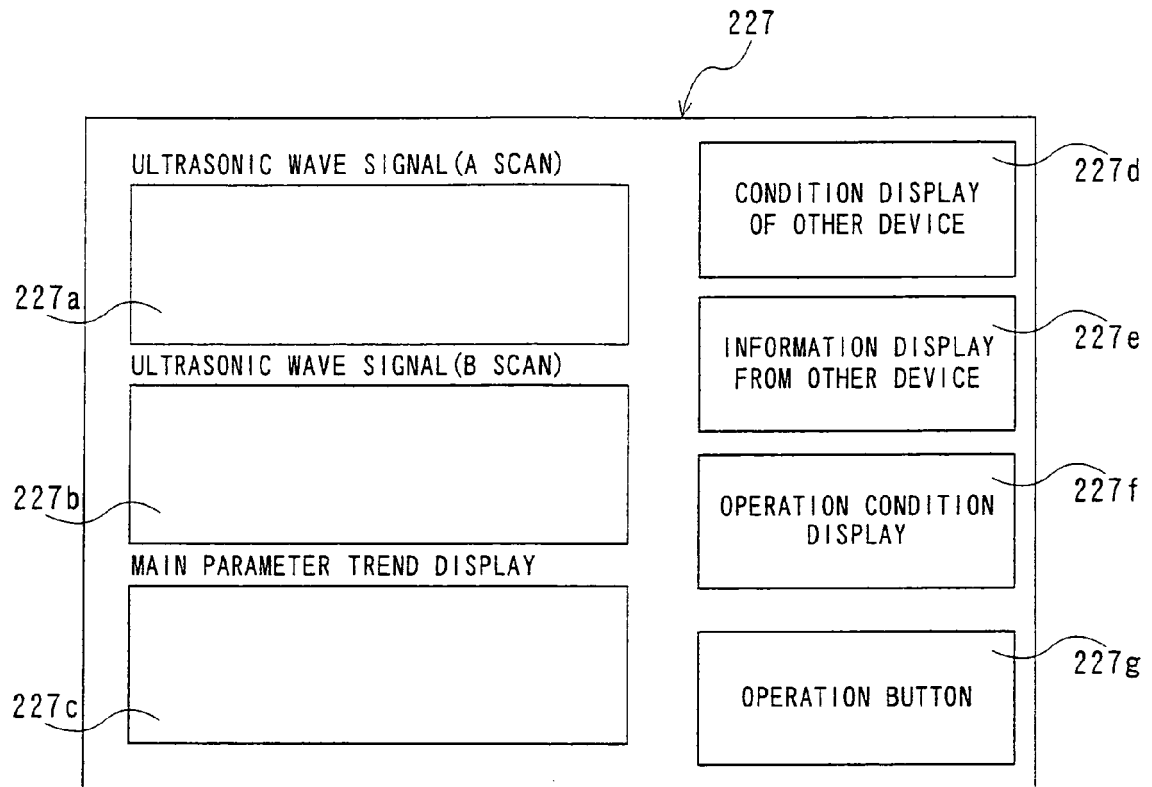 227
ULTRASONIC WAVE SIGNAL(A SCAN)
227a
ULTRASONIC WAVE SIGNAL(B SCAN)
227b
MAIN PARAMETER TREND DISPLAY
227c
CONDITION DISPLAY
OF OTHER DEVICE
227d
INFORMATION DISPLAY
FROM OTHER DEVICE
227e
OPERATION CONDITION
DISPLAY
227f
OPERATION BUTTON
227g